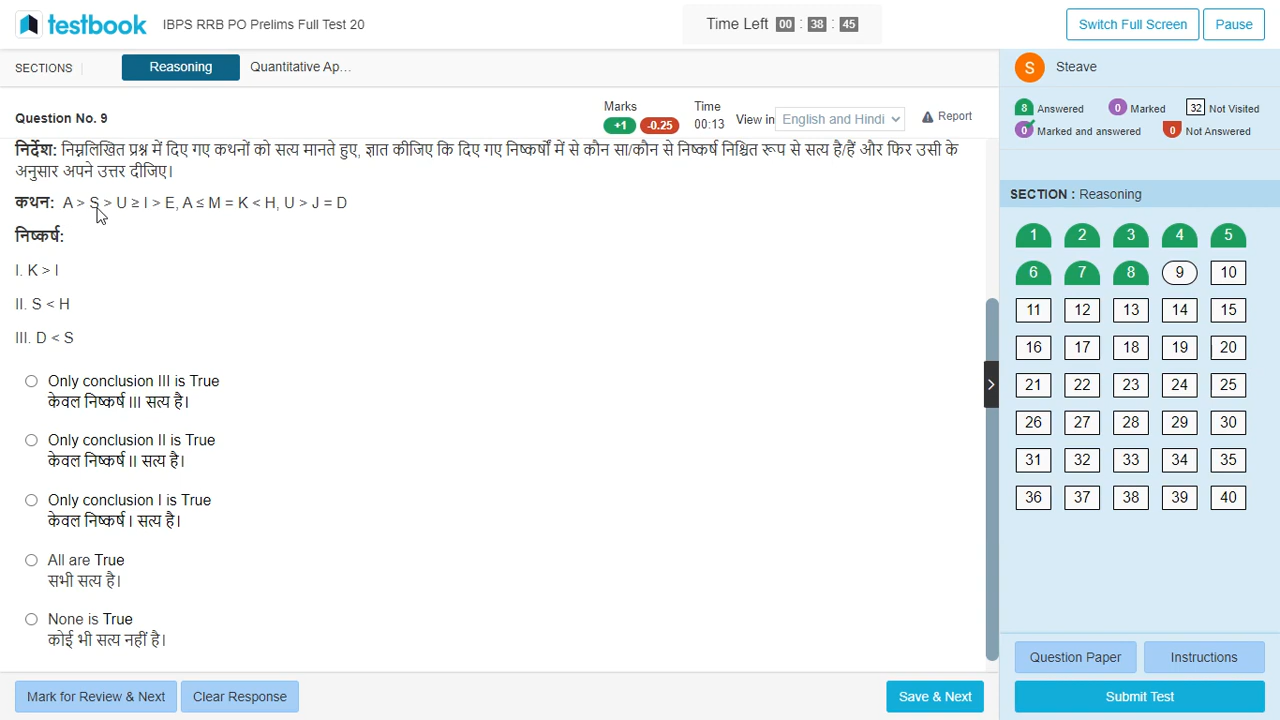 testbook IBPS RRB PO Prelims Full Test 20 Time Left 00 : 38 : 45 Switch Full Screen Pause
SECTIONS Reasoning Quantitative Ap... S Steave
8 Answered 0 Marked 32 Not Visited
0 Marked and answered 0 Not Answered
Question No. 9 Marks +1 -0.25 Time 00:13 View in English and Hindi Report
निर्देश: निम्नलिखित प्रश्न में दिए गए कथनों को सत्य मानते हुए, ज्ञात कीजिए कि दिए गए निष्कर्षों में से कौन सा/कौन से निष्कर्ष निश्चित रूप से सत्य है/हैं और फिर उसी के
अनुसार अपने उत्तर दीजिए।
कथन: A > S > U ≥ I > E, A ≤ M = K < H, U > J = D
निष्कर्ष:
I. K > I
II. S < H
III. D < S
Only conclusion III is True
केवल निष्कर्ष III सत्य है।
Only conclusion II is True
केवल निष्कर्ष II सत्य है।
Only conclusion I is True
केवल निष्कर्ष I सत्य है।
All are True
सभी सत्य है।
None is True
कोई भी सत्य नहीं है।
SECTION : Reasoning
1 2 3 4 5
6 7 8 9 10
11 12 13 14 15
16 17 18 19 20
21 22 23 24 25
26 27 28 29 30
31 32 33 34 35
36 37 38 39 40
Question Paper Instructions
Mark for Review & Next Clear Response Save & Next Submit Test